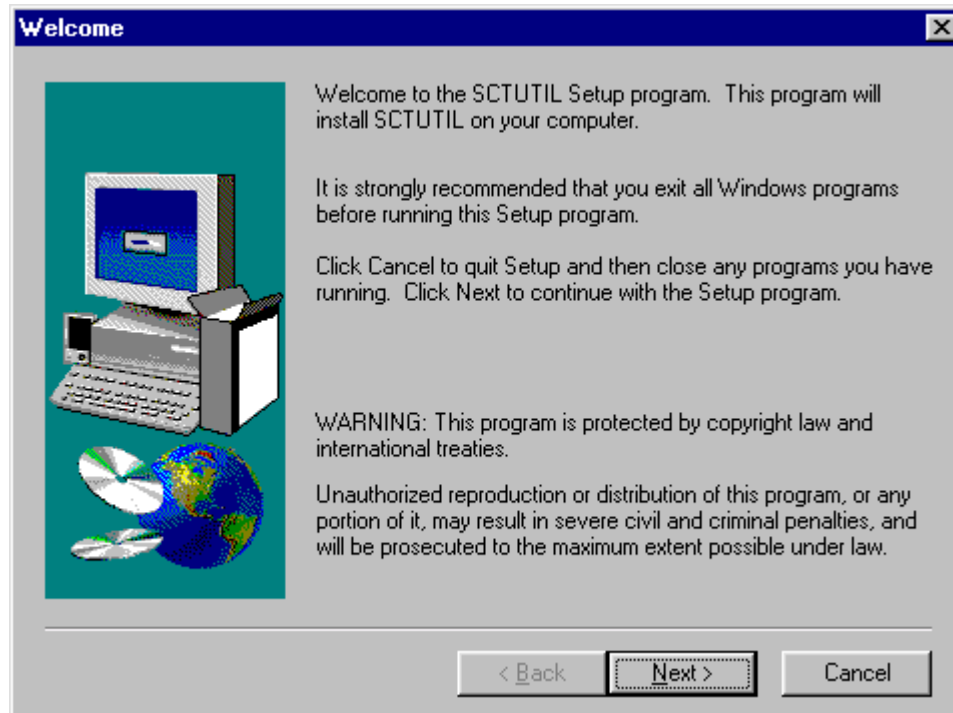 Welcome
Welcome to the SCTUTIL Setup program. This program will
install SCTUTIL on your computer.
It is strongly recommended that you exit all Windows programs
before running this Setup program.
Click Cancel to quit Setup and then close any programs you have
running. Click Next to continue with the Setup program.
WARNING: This program is protected by copyright law and
international treaties.
Unauthorized reproduction or distribution of this program, or any
portion of it, may result in severe civil and criminal penalties, and
will be prosecuted to the maximum extent possible under law.
< Back
Next >
Cancel